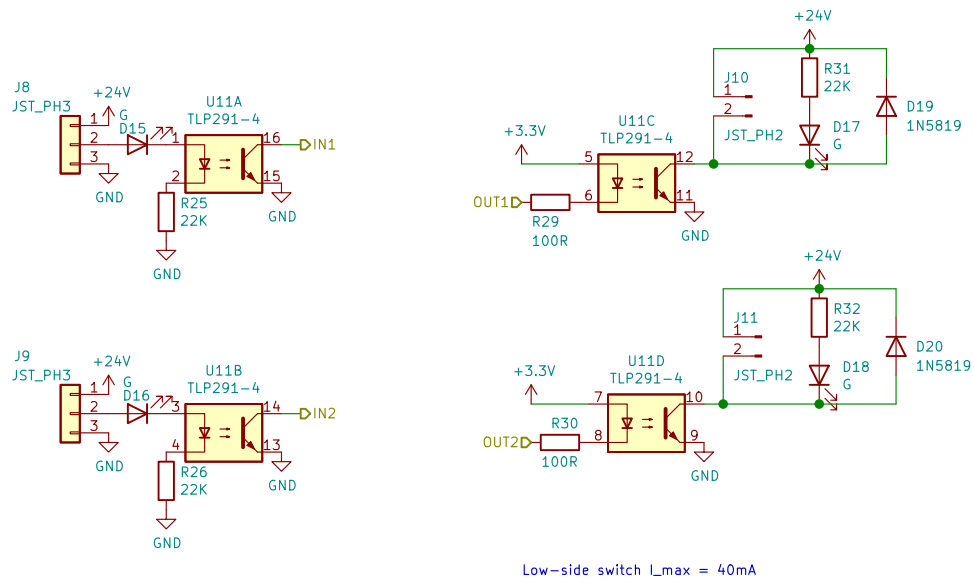 J8
JST_PH3
+24V
G
D15
1
2
3
GND
U11A
TLP291-4
1
2
16
15
IN1
GND
R25
22K
GND
+24V
J10
1
2
JST_PH2
R31
22K
D17
G
D19
1N5819
+3.3V
U11C
TLP291-4
5
6
12
11
OUT1
R29
100R
GND
J9
JST_PH3
+24V
G
D16
1
2
3
GND
U11B
TLP291-4
3
4
14
13
IN2
GND
R26
22K
GND
+24V
J11
1
2
JST_PH2
R32
22K
D18
G
D20
1N5819
+3.3V
U11D
TLP291-4
7
8
10
9
OUT2
R30
100R
GND
Low-side switch I_max = 40mA